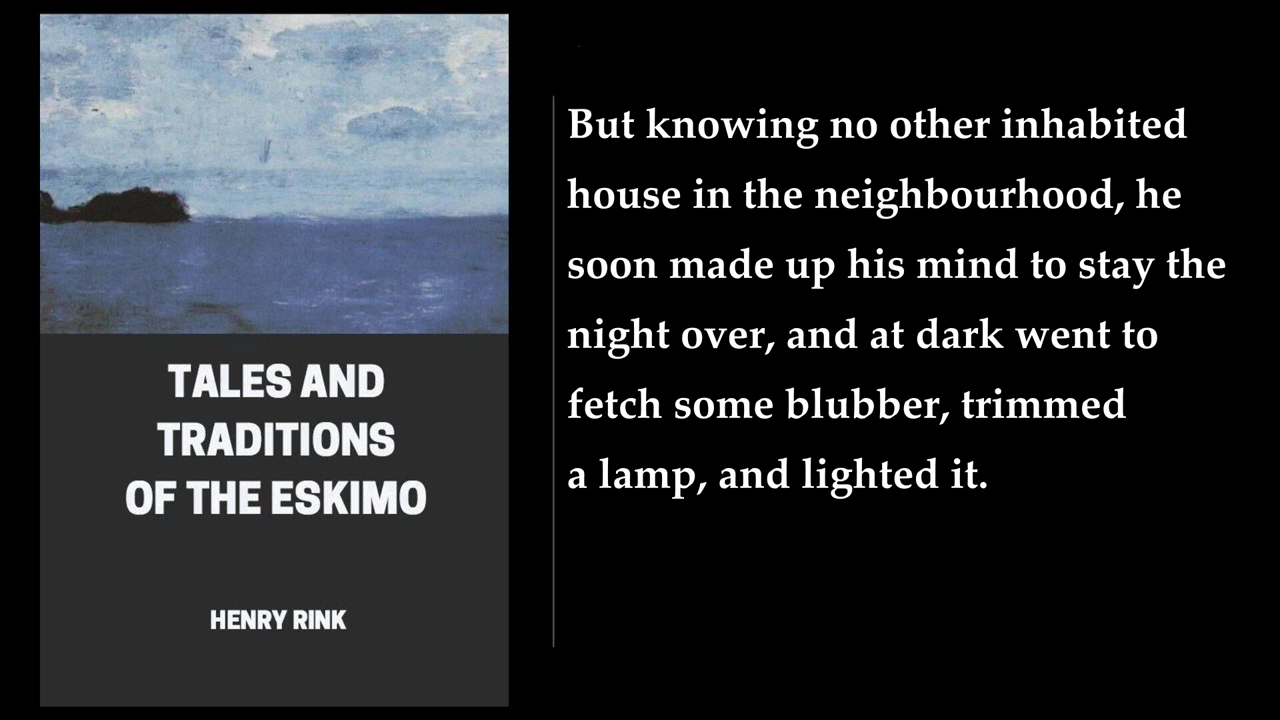 TALES AND
TRADITIONS
OF THE ESKIMO
HENRY RINK
But knowing no other inhabited
house in the neighbourhood, he
soon made up his mind to stay the
night over, and at dark went to
fetch some blubber, trimmed
a lamp, and lighted it.